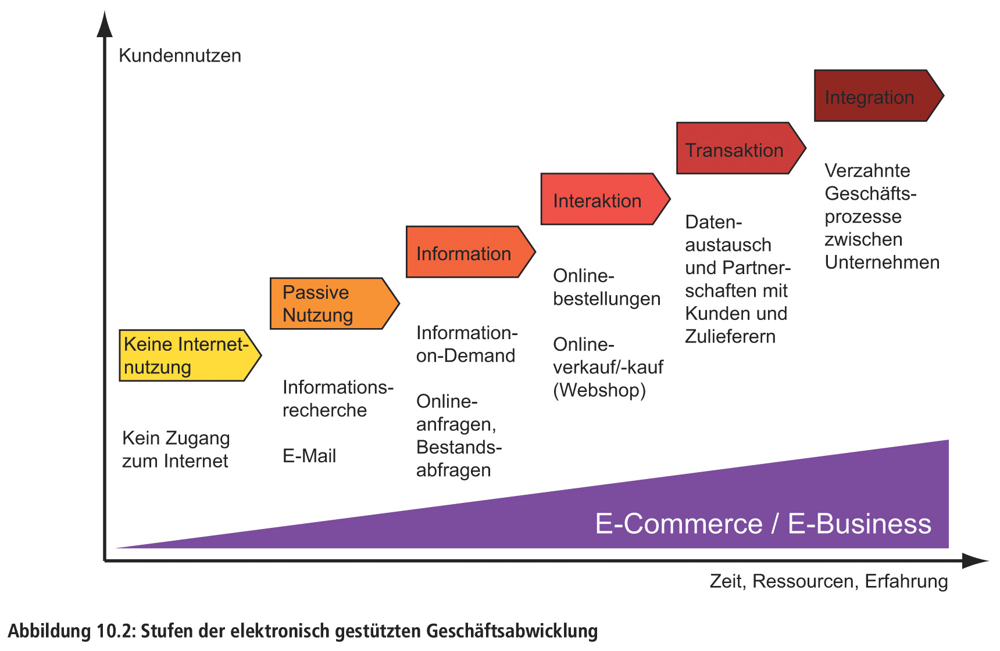 Kundennutzen
Integration
Verzahnte
Geschäfts-
prozesse
zwischen
Unternehmen
Transaktion
Daten-
austausch
und Partner-
schaften mit
Kunden und
Zulieferern
Interaktion
Online-
bestellungen
Online-
verkauf/-kauf
(Webshop)
Information
Information-
on-Demand
Online-
anfragen,
Bestands-
abfragen
Passive
Nutzung
Informations-
recherche
E-Mail
Keine Internet-
nutzung
Kein Zugang
zum Internet
E-Commerce / E-Business
Zeit, Ressourcen, Erfahrung
Abbildung 10.2: Stufen der elektronisch gestützten Geschäftsabwicklung